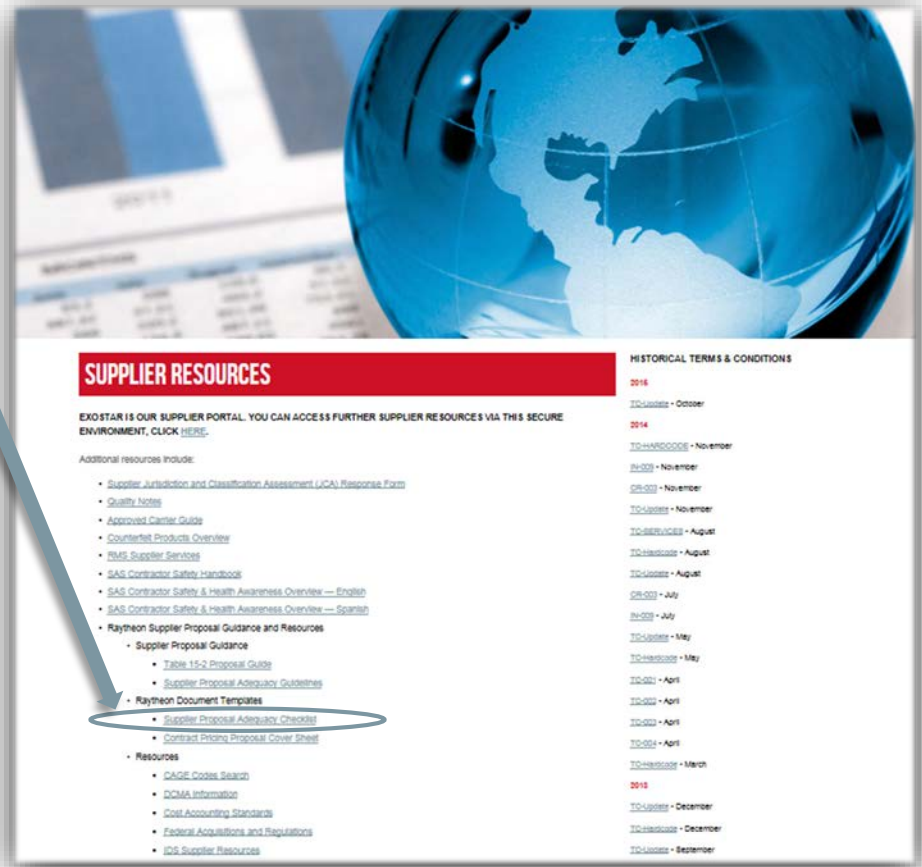 2011
SUPPLIER RESOURCES
EXOSTAR IS OUR SUPPLIER PORTAL. YOU CAN ACCESS FURTHER SUPPLIER RESOURCES VIA THIS SECURE
ENVIRONMENT, CLICK HERE.
Additional resources include:
• Supplier Jurisdiction and Classification Assessment (JCA) Response Form
• Quality Notes
• Approved Carrier Guide
• Counterfeit Products Overview
• RMS Supplier Services
• SAS Contractor Safety Handbook
• SAS Contractor Safety & Health Awareness Overview — English
• SAS Contractor Safety & Health Awareness Overview — Spanish
• Raytheon Supplier Proposal Guidance and Resources
• Supplier Proposal Guidance
• Table 15-2 Proposal Guide
• Supplier Proposal Adequacy Guidelines
• Raytheon Document Templates
• Supplier Proposal Adequacy Checklist
• Contract Pricing Proposal Cover Sheet
• Resources
• CAGE Codes Search
• DCMA Information
• Cost Accounting Standards
• Federal Acquisitions and Regulations
• IDS Supplier Resources
HISTORICAL TERMS & CONDITIONS
TC-Update - October
2014
TC-HARDCODE - November
IN-009 - November
CR-003 - November
TC-Update - November
TC-SERVICES - August
TC-Hardcode - August
TC-Update - August
CR-003 - July
IN-009 - July
TC-Update - May
TC-Hardcode - May
TC-001 - April
TC-002 - April
TC-003 - April
TC-004 - April
TC-Hardcode - March
2013
TC-Update - December
TC-Hardcode - December
TC-Update - September